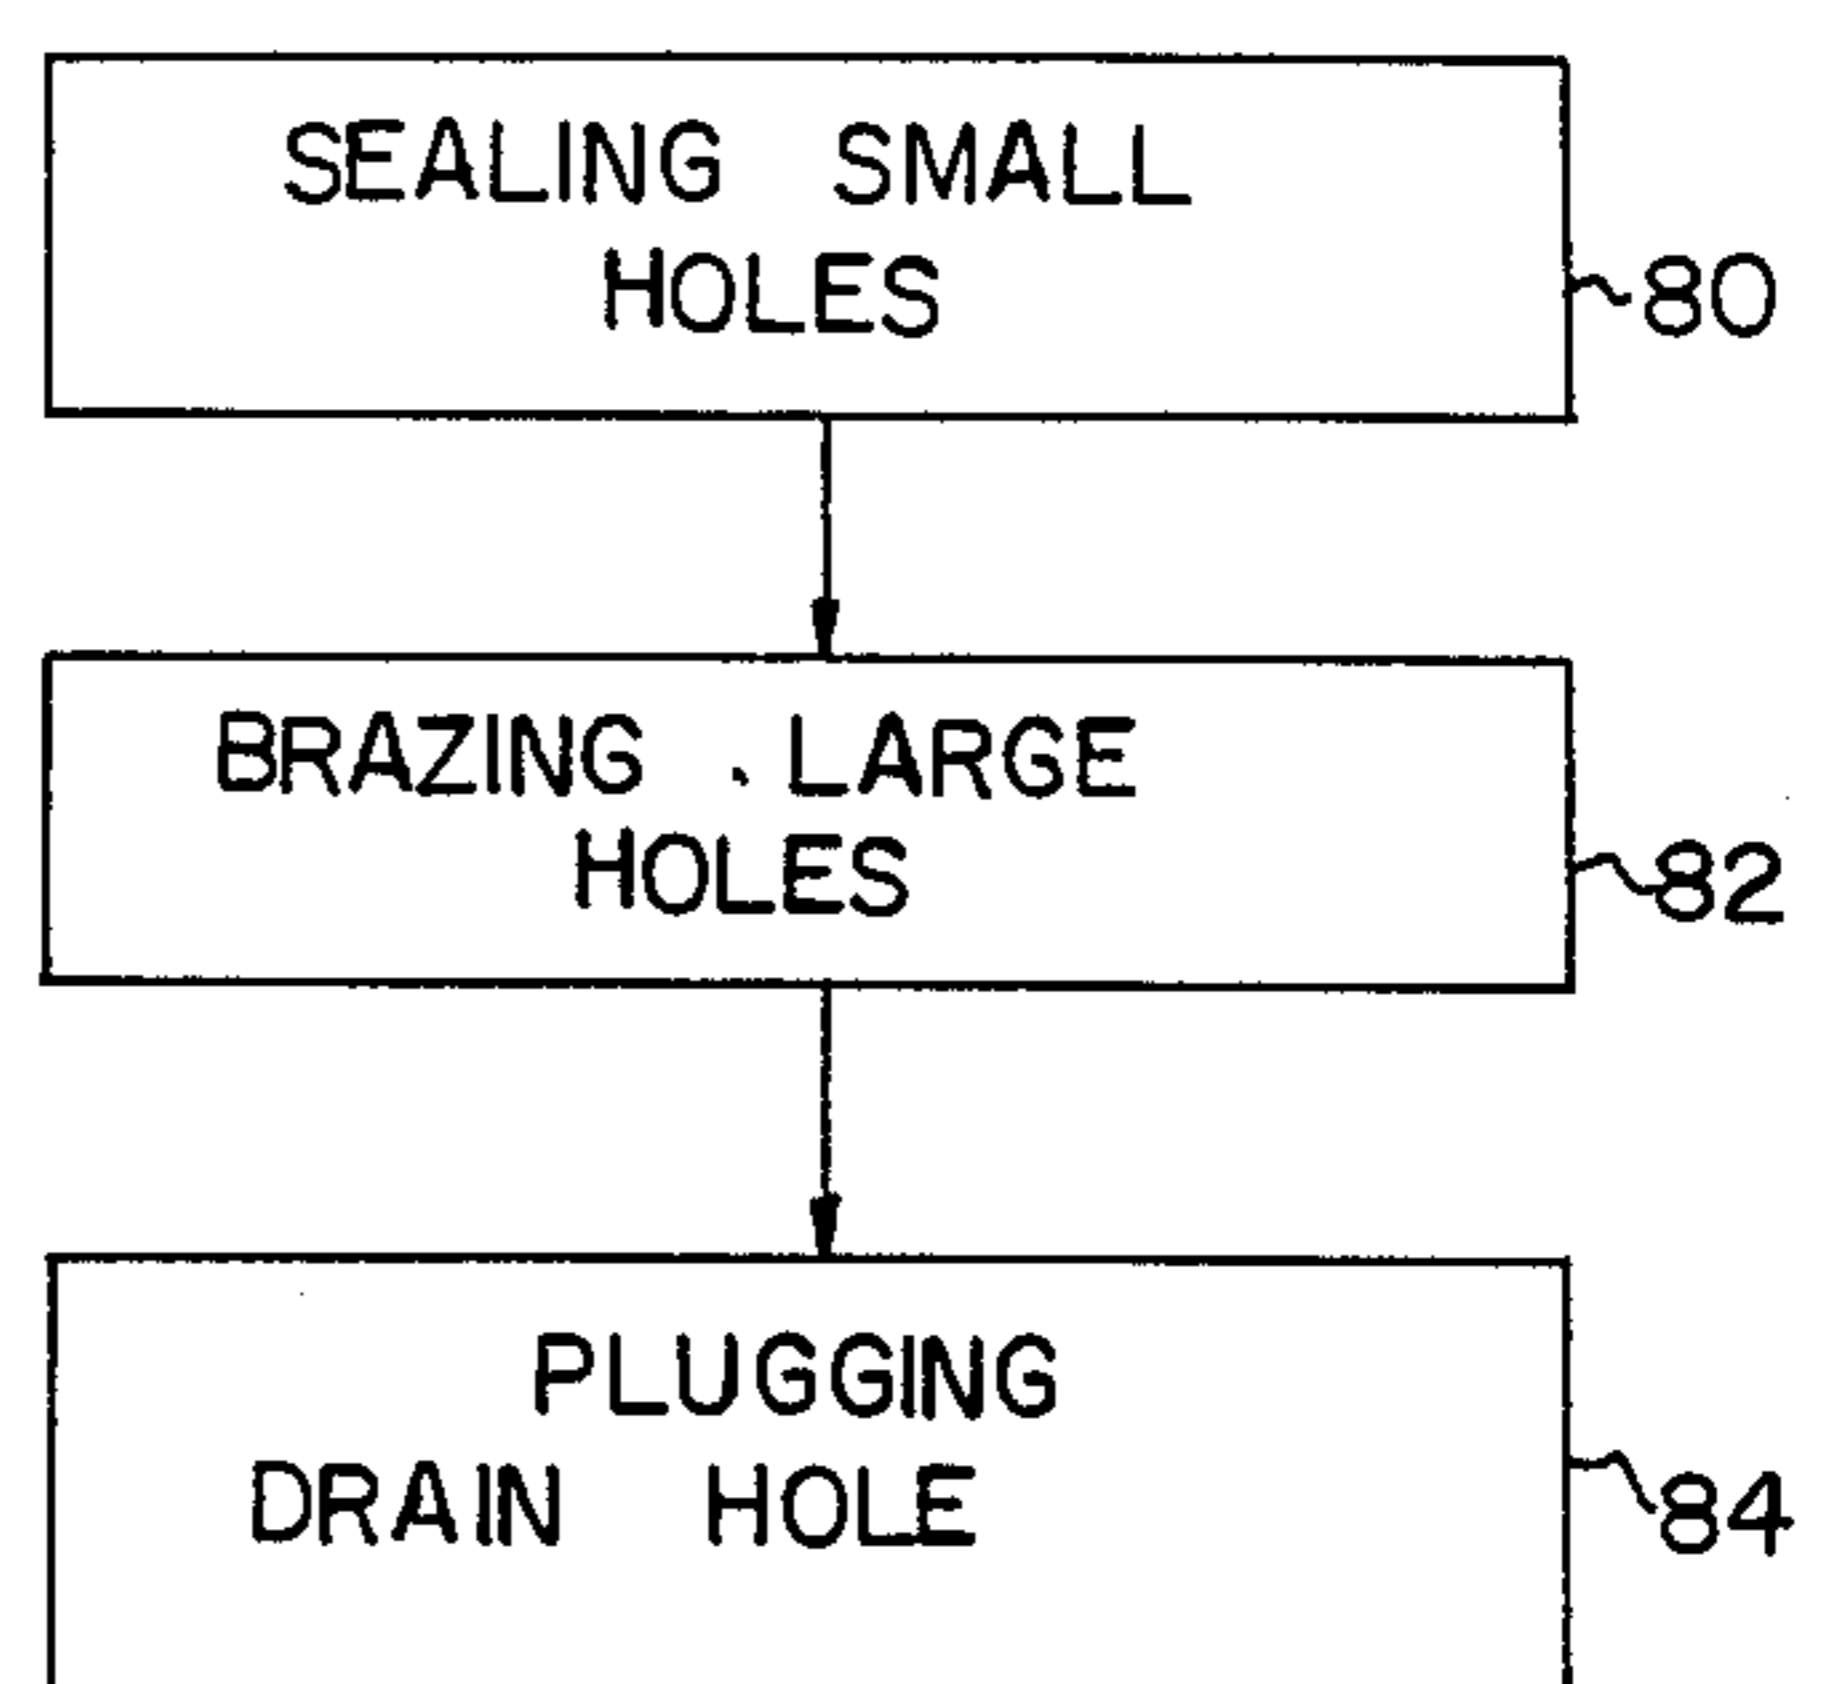 SEALING SMALL
HOLES
80
BRAZING LARGE
HOLES
82
PLUGGING
DRAIN HOLE
84